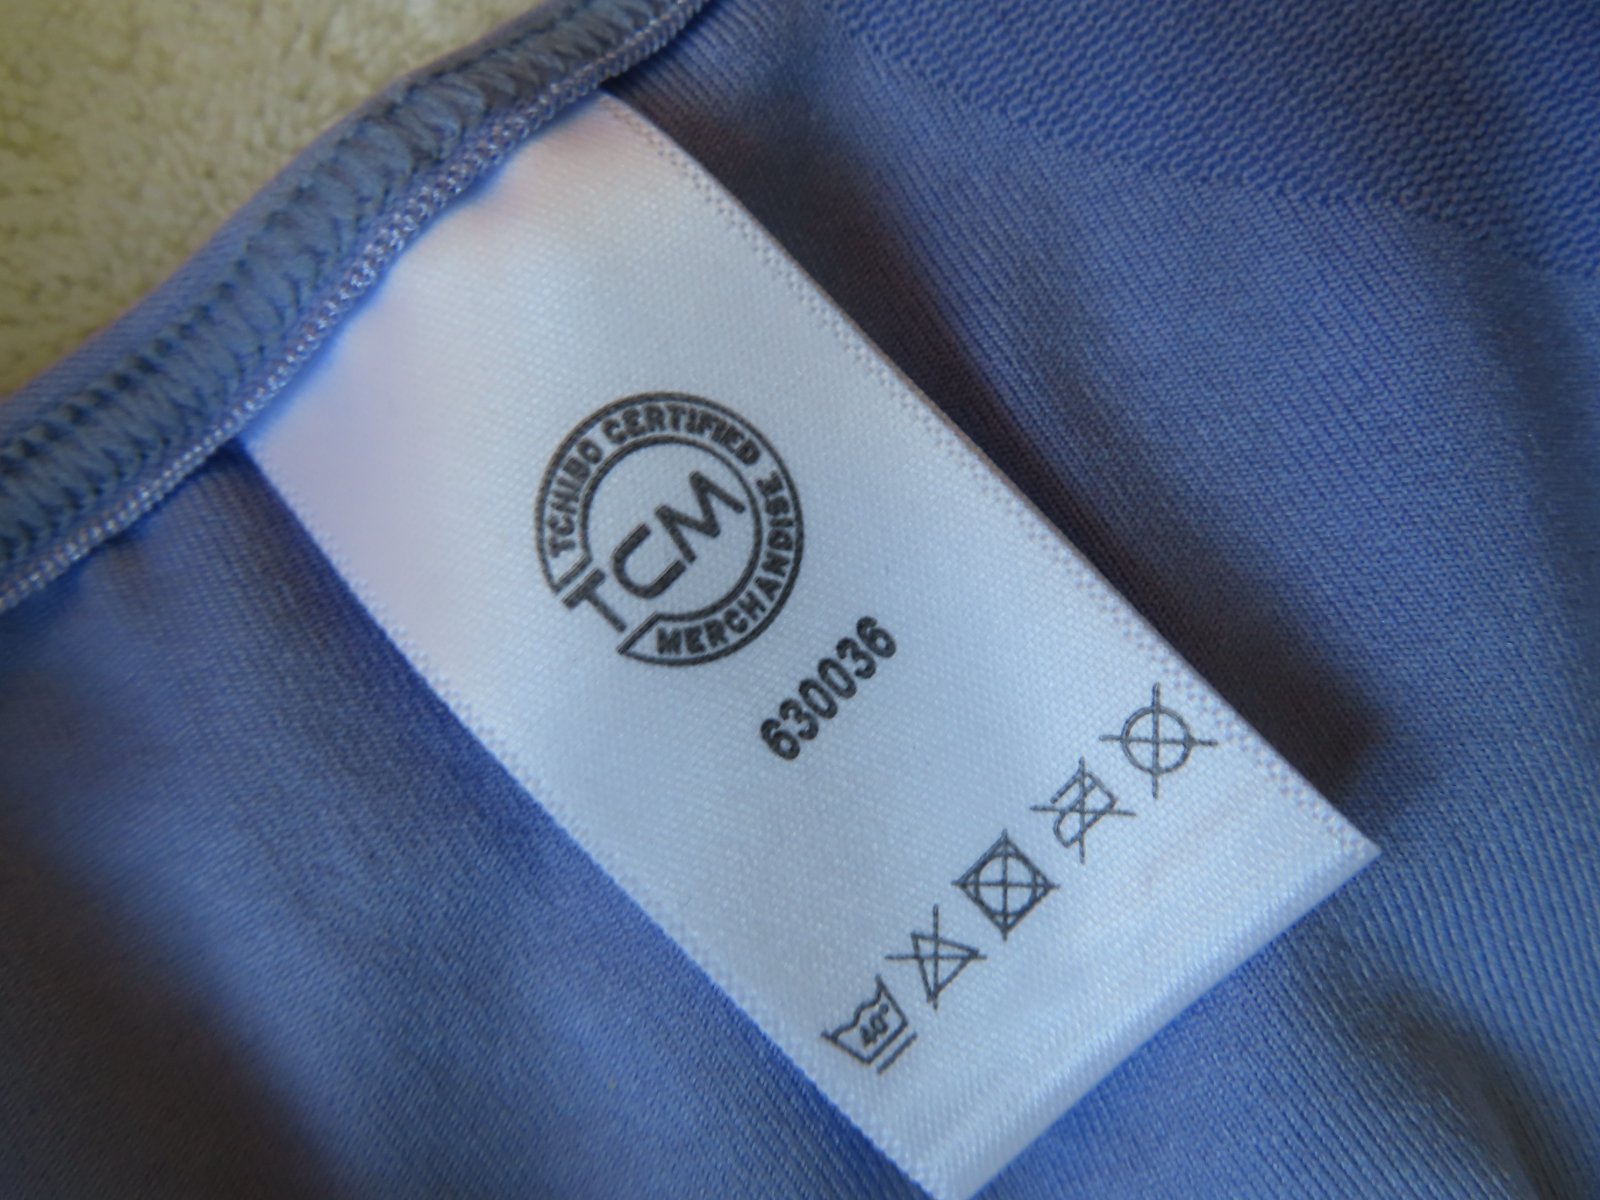 TCHIBO CERTIFIED MERCHANDISE
TCM
630036
40°